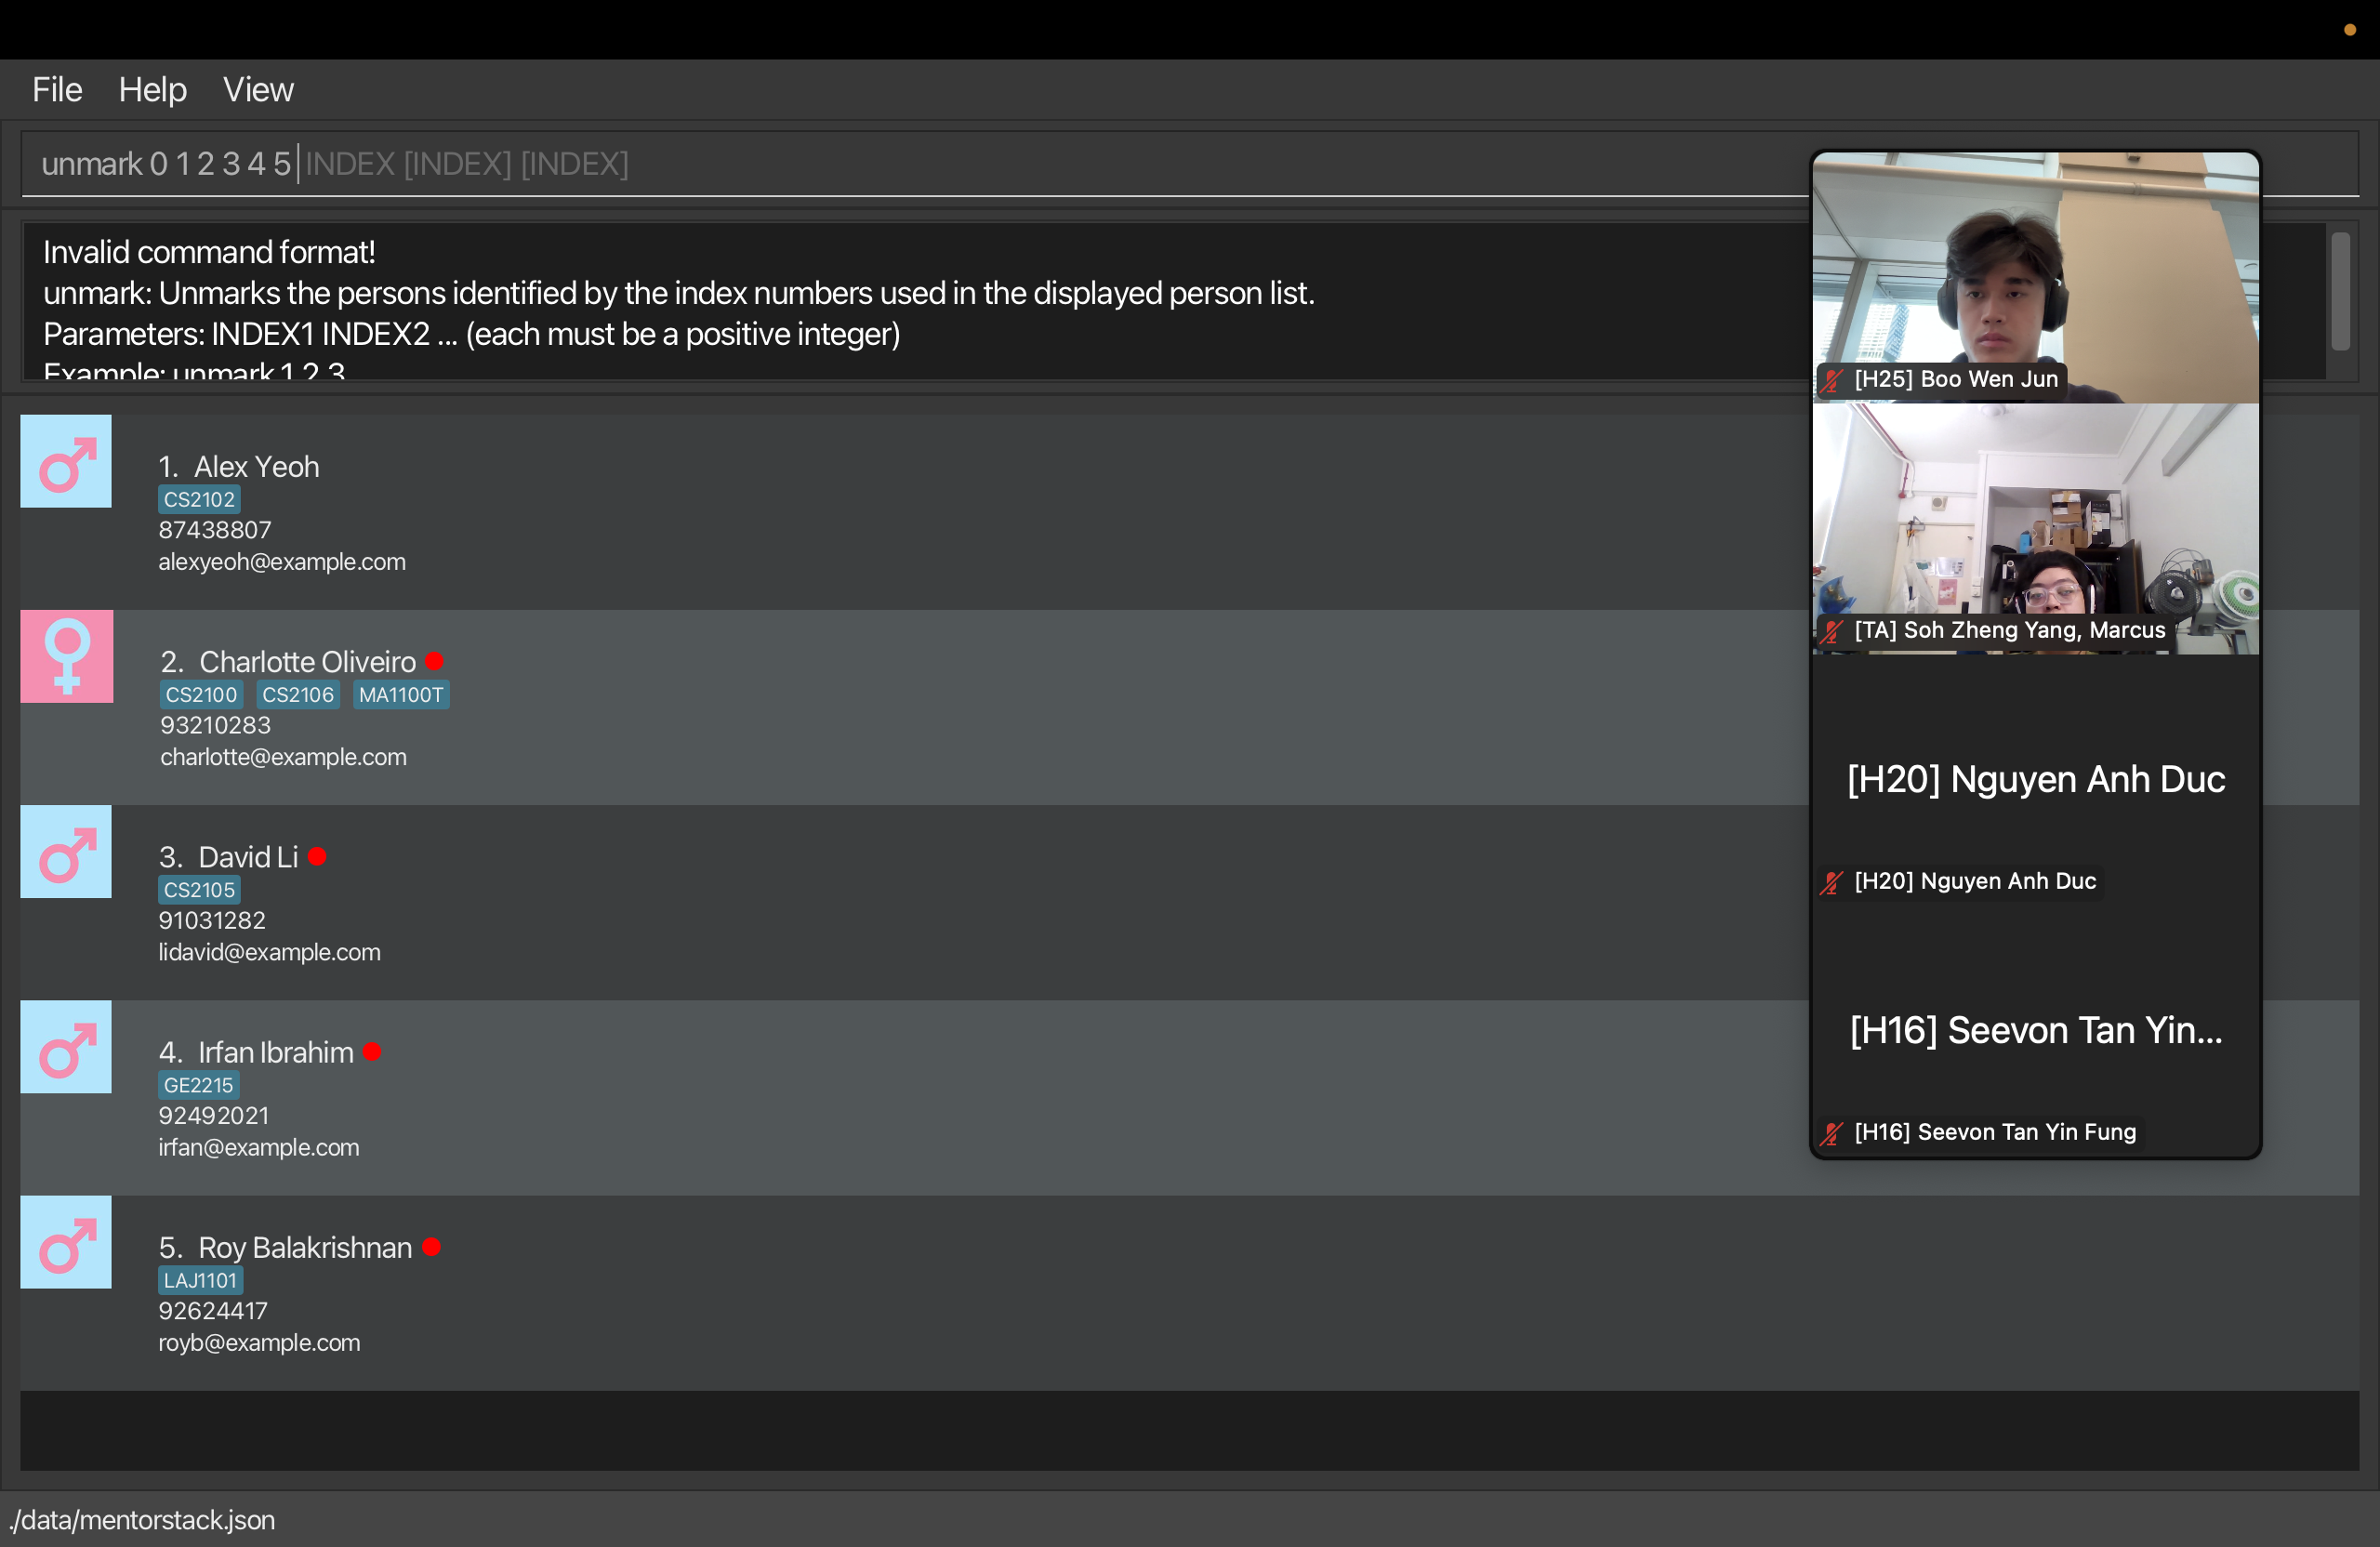 File Help View
unmark 0 1 2 3 4 5 INDEX [INDEX] [INDEX]
Invalid command format!
unmark: Unmarks the persons identified by the index numbers used in the displayed person list.
Parameters: INDEX1 INDEX2 ... (each must be a positive integer)
Example: unmark 1 2 3
1. Alex Yeoh
CS2102
87438807
alexyeoh@example.com
2. Charlotte Oliveiro
CS2100 CS2106 MA1100T
93210283
charlotte@example.com
3. David Li
CS2105
91031282
lidavid@example.com
4. Irfan Ibrahim
GE2215
92492021
irfan@example.com
5. Roy Balakrishnan
LAJ1101
92624417
royb@example.com
[H25] Boo Wen Jun
[TA] Soh Zheng Yang, Marcus
[H20] Nguyen Anh Duc
[H20] Nguyen Anh Duc
[H16] Seevon Tan Yin...
[H16] Seevon Tan Yin Fung
./data/mentorstack.json